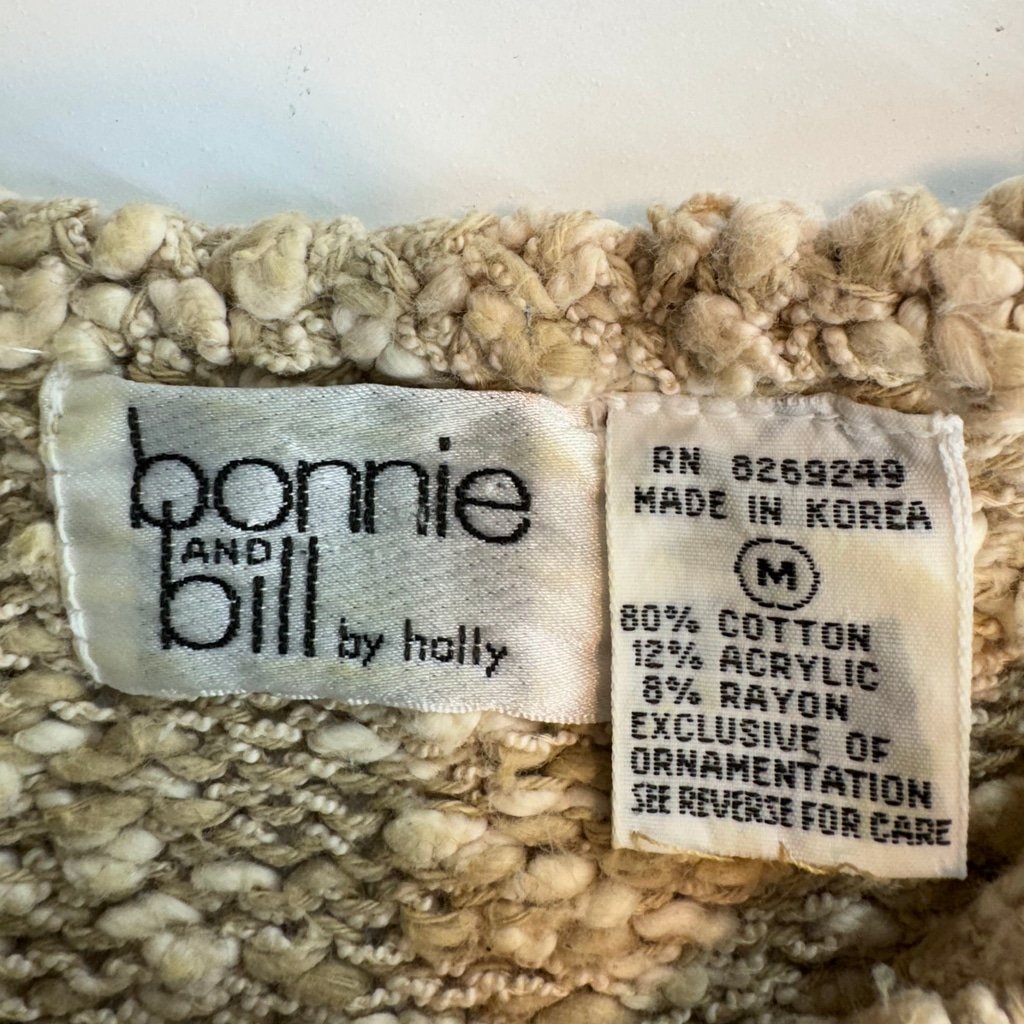 bonnie
AND
bill by holly
RN 8269249
MADE IN KOREA
M
80% COTTON
12% ACRYLIC
8% RAYON
EXCLUSIVE OF
ORNAMENTATION
SEE REVERSE FOR CARE